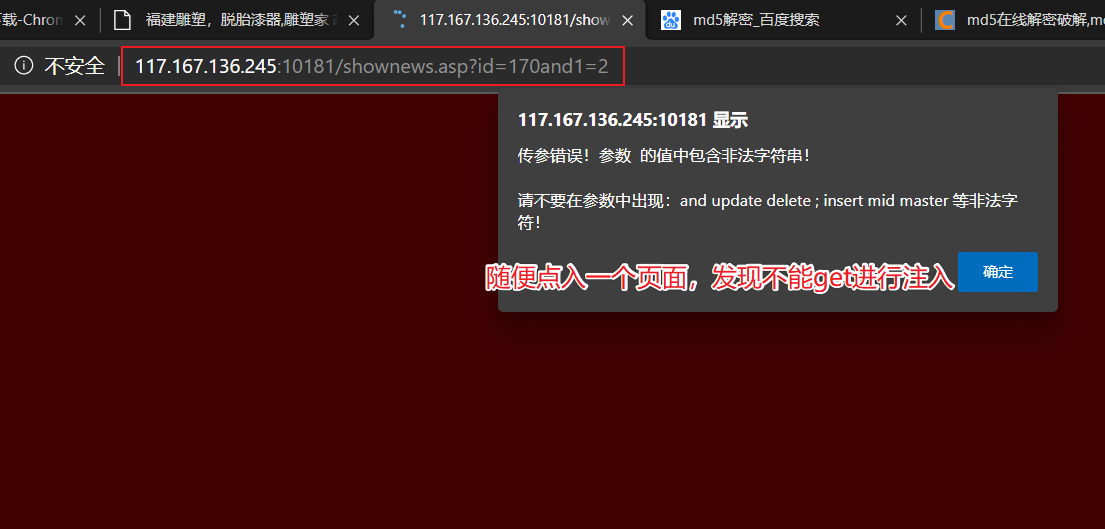 下载-Chrom
福建雕塑，脱胎漆器,雕塑家
117.167.136.245:10181/show
md5解密_百度搜索
md5在线解密破解,m
不安全
117.167.136.245:10181/shownews.asp?id=170and1=2
117.167.136.245:10181 显示
传参错误！参数 的值中包含非法字符串！
请不要在参数中出现：and update delete ; insert mid master 等非法字
符！
随便点入一个页面，发现不能get进行注入
确定